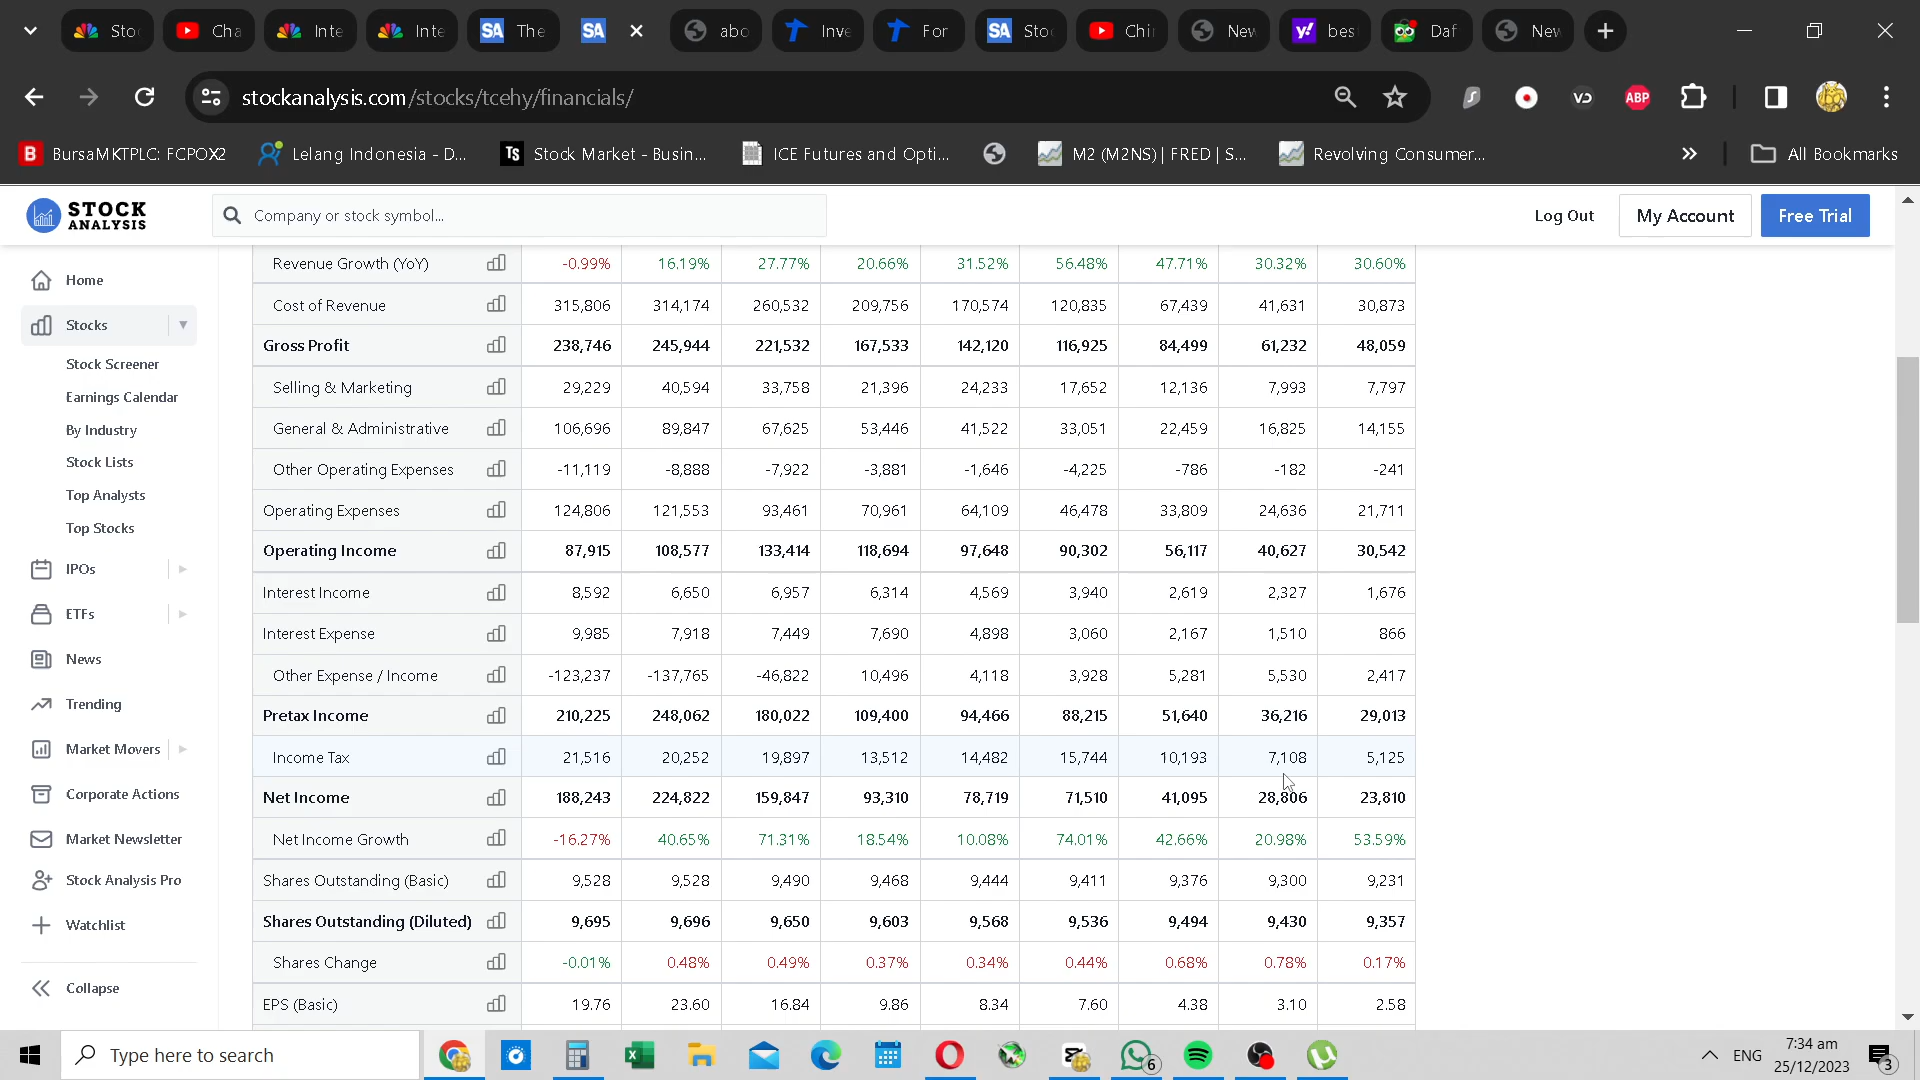 Sto
Cha
Inte
Inte
The
abo
Inve
For
Sto
Chi
New
bes
Daf
New
stockanalysis.com/stocks/tcehy/financials/
VD
ABP
B BursaMKTPLC: FCPOX2
Lelang Indonesia - D...
Ts Stock Market - Busin...
ICE Futures and Opti...
M2 (M2NS) | FRED | S...
Revolving Consumer...
All Bookmarks
STOCK ANALYSIS
Company or stock symbol...
Log Out
My Account
Free Trial
Home
Stocks
Stock Screener
Earnings Calendar
By Industry
Stock Lists
Top Analysts
Top Stocks
IPOs
ETFs
News
Trending
Market Movers
Corporate Actions
Market Newsletter
Stock Analysis Pro
Watchlist
Collapse
Revenue Growth (YoY) -0.99% 16.19% 27.77% 20.66% 31.52% 56.48% 47.71% 30.32% 30.60%
Cost of Revenue 315,806 314,174 260,532 209,756 170,574 120,835 67,439 41,631 30,873
Gross Profit 238,746 245,944 221,532 167,533 142,120 116,925 84,499 61,232 48,059
Selling & Marketing 29,229 40,594 33,758 21,396 24,233 17,652 12,136 7,993 7,797
General & Administrative 106,696 89,847 67,625 53,446 41,522 33,051 22,459 16,825 14,155
Other Operating Expenses -11,119 -8,888 -7,922 -3,881 -1,646 -4,225 -786 -182 -241
Operating Expenses 124,806 121,553 93,461 70,961 64,109 46,478 33,809 24,636 21,711
Operating Income 87,915 108,577 133,414 118,694 97,648 90,302 56,117 40,627 30,542
Interest Income 8,592 6,650 6,957 6,314 4,569 3,940 2,619 2,327 1,676
Interest Expense 9,985 7,918 7,449 7,690 4,898 3,060 2,167 1,510 866
Other Expense / Income -123,237 -137,765 -46,822 10,496 4,118 3,928 5,281 5,530 2,417
Pretax Income 210,225 248,062 180,022 109,400 94,466 88,215 51,640 36,216 29,013
Income Tax 21,516 20,252 19,897 13,512 14,482 15,744 10,193 7,108 5,125
Net Income 188,243 224,822 159,847 93,310 78,719 71,510 41,095 28,806 23,810
Net Income Growth -16.27% 40.65% 71.31% 18.54% 10.08% 74.01% 42.66% 20.98% 53.59%
Shares Outstanding (Basic) 9,528 9,528 9,490 9,468 9,444 9,411 9,376 9,300 9,231
Shares Outstanding (Diluted) 9,695 9,696 9,650 9,603 9,568 9,536 9,494 9,430 9,357
Shares Change -0.01% 0.48% 0.49% 0.37% 0.34% 0.44% 0.68% 0.78% 0.17%
EPS (Basic) 19.76 23.60 16.84 9.86 8.34 7.60 4.38 3.10 2.58
Type here to search
6
ENG
7:34 am
25/12/2023
3